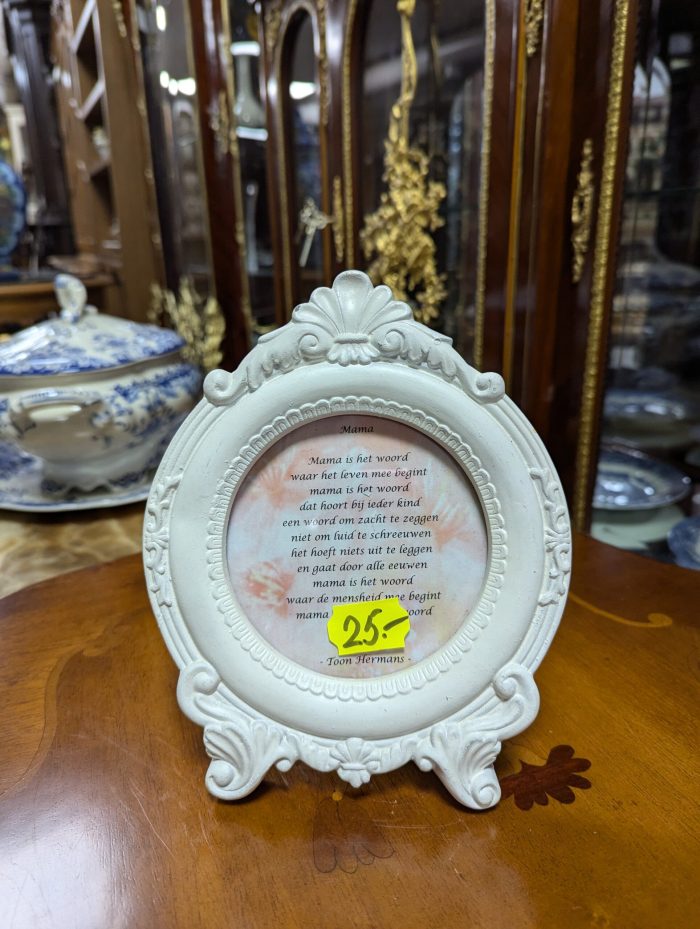 Mama
Mama is het woord
waar het leven mee begint
mama is het woord
dat hoort bij ieder kind
een woord om zacht te zeggen
niet om luid te schreeuwen
het hoeft niets uit te leggen
en gaat door alle eeuwen
mama is het woord
waar de mensheid mee begint
mama woord
25.-
- Toon Hermans -